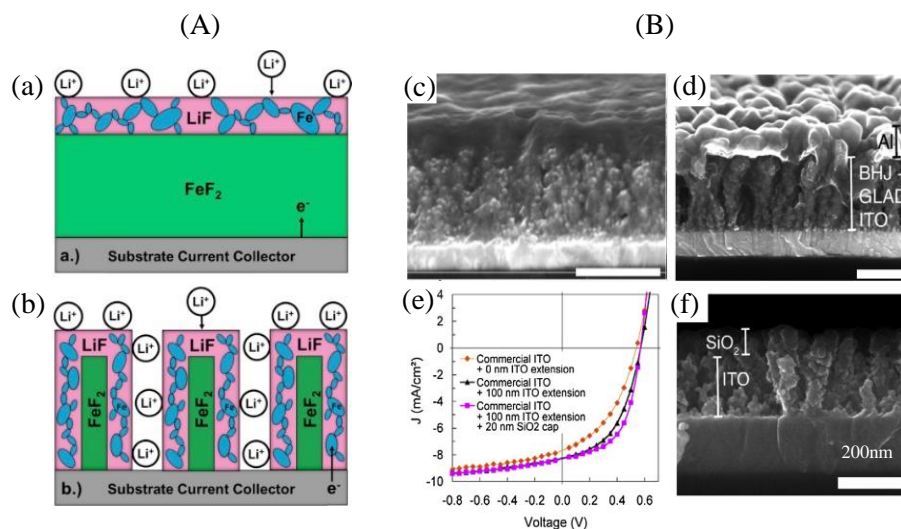 (A)
(B)
(a)
Li⁺ Li⁺ Li⁺ Li⁺ Li⁺
LiF
Fe
FeF₂
e⁻
a.) Substrate Current Collector
(b)
Li⁺ Li⁺ Li⁺ Li⁺ Li⁺
LiF LiF LiF
Li⁺ Li⁺
FeF₂ FeF₂ FeF₂
Fe Fe Fe
Li⁺ Li⁺
Li⁺ Li⁺
e⁻
b.) Substrate Current Collector
(c)
(d)
Al
BHJ -
GLAD
ITO
(e)
4
2
0
-2
-4
-6
-8
-10
J (mA/cm²)
Commercial ITO
+ 0 nm ITO extension
Commercial ITO
+ 100 nm ITO extension
Commercial ITO
+ 100 nm ITO extension
+ 20 nm SiO2 cap
-0.8 -0.6 -0.4 -0.2 0.0 0.2 0.4 0.6
Voltage (V)
(f)
SiO₂
ITO
200nm